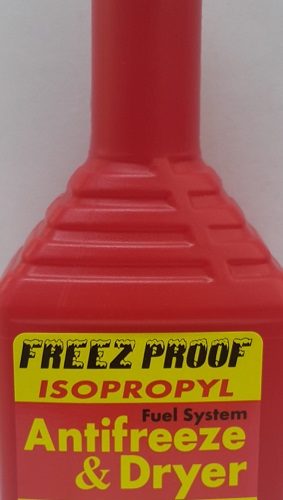 FREEZ PROOF
ISOPROPYL
Fuel System
Antifreeze
& Dryer